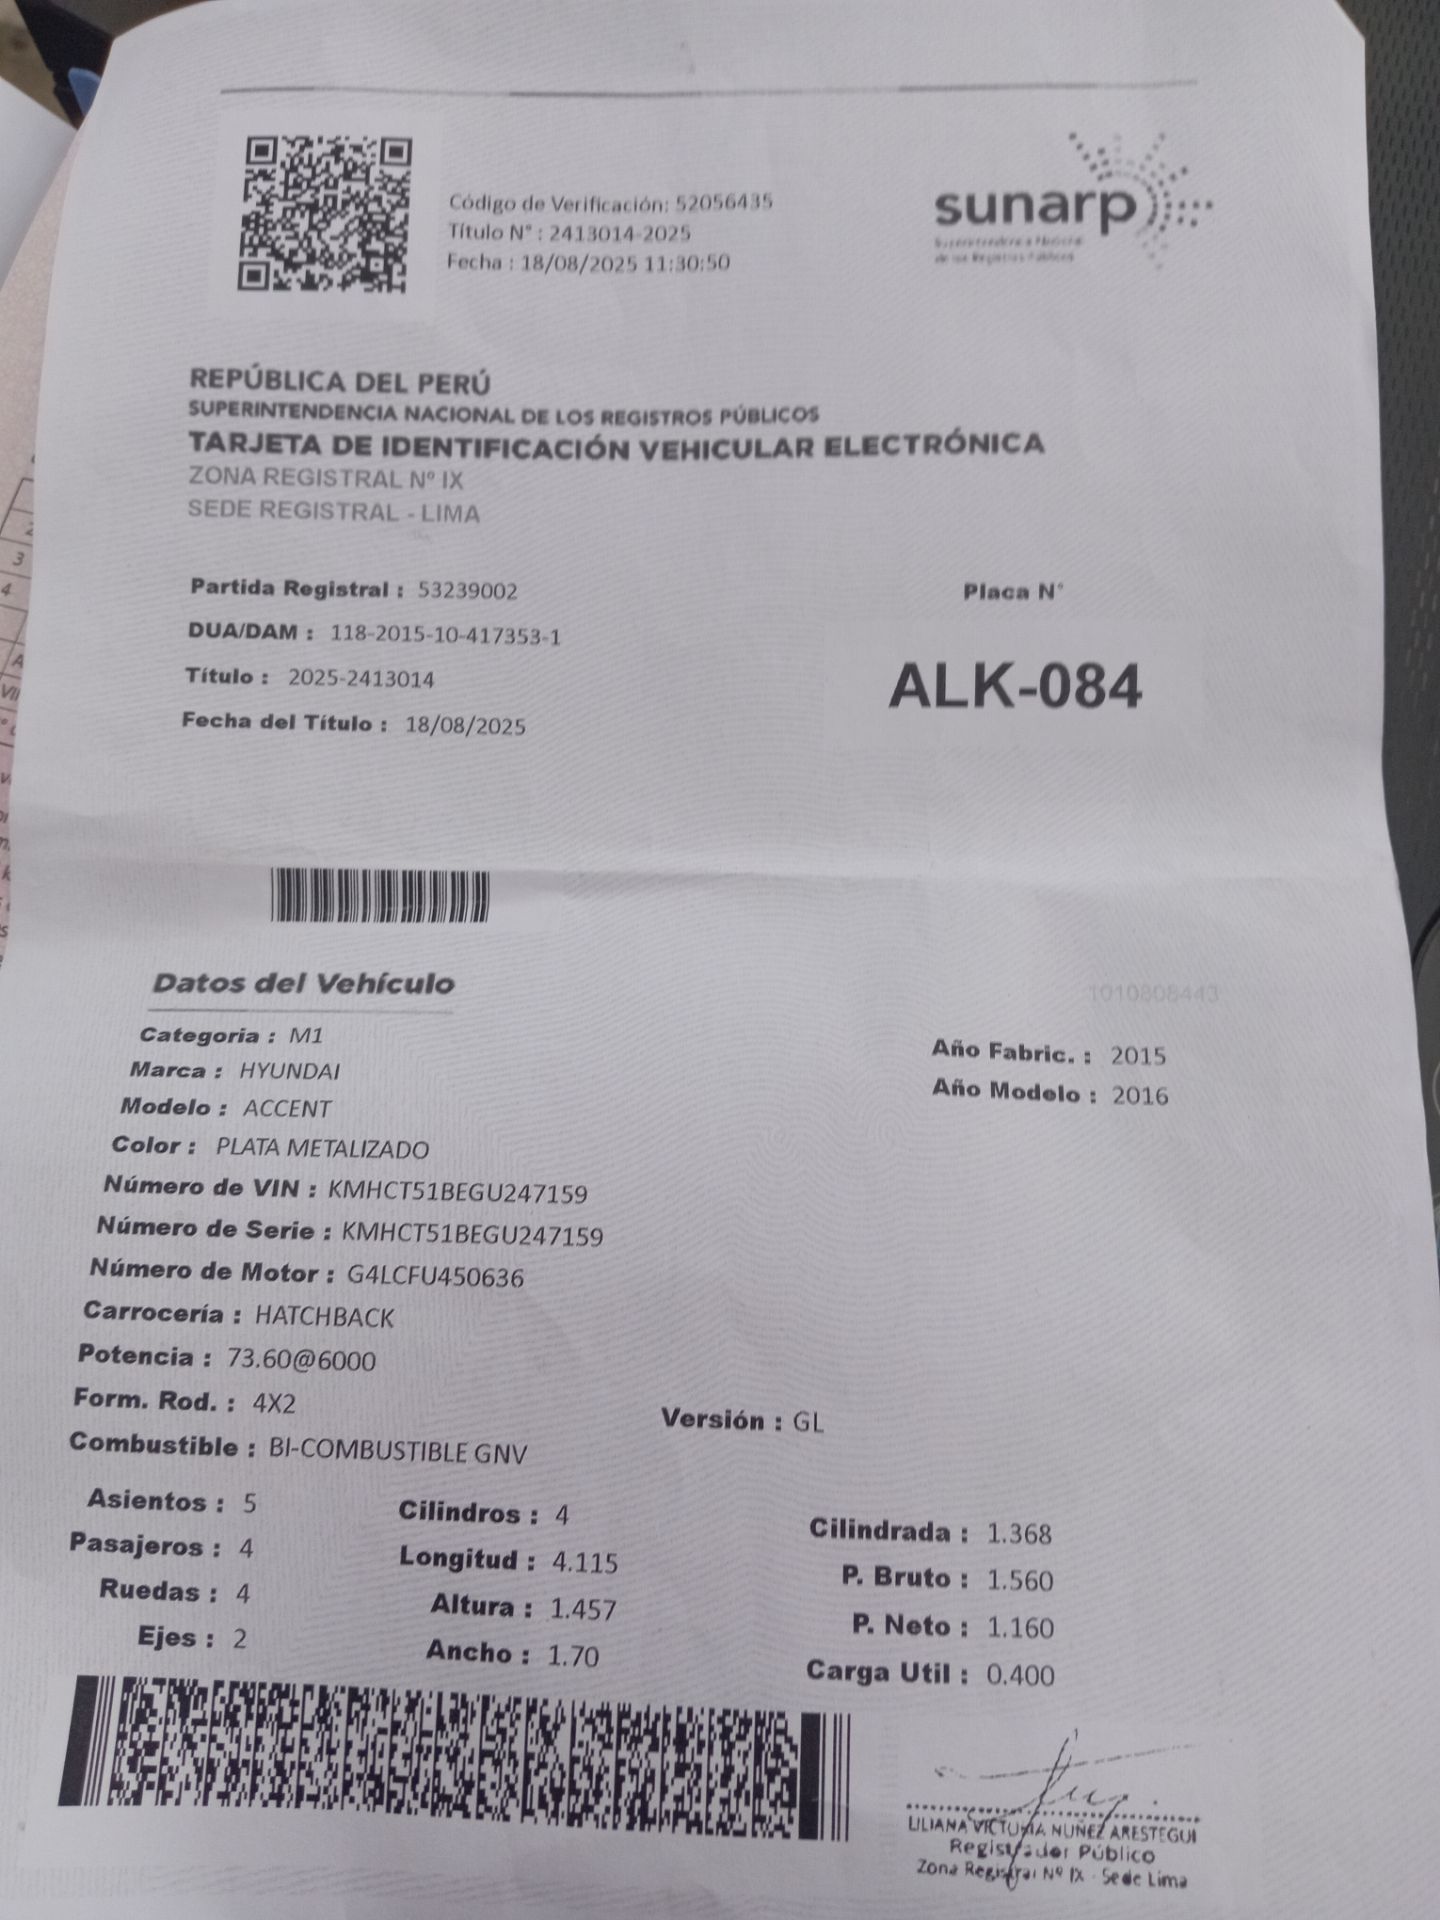 Código de Verificación: 52056435
Título N° : 2413014-2025
Fecha : 18/08/2025 11:30:50
sunarp
Superintendencia Nacional
de los Registros Públicos
REPÚBLICA DEL PERÚ
SUPERINTENDENCIA NACIONAL DE LOS REGISTROS PÚBLICOS
TARJETA DE IDENTIFICACIÓN VEHICULAR ELECTRÓNICA
ZONA REGISTRAL Nº IX
SEDE REGISTRAL - LIMA
Partida Registral : 53239002
DUA/DAM : 118-2015-10-417353-1
Título : 2025-2413014
Fecha del Título : 18/08/2025
Placa N°
ALK-084
Datos del Vehículo
1010808443
Categoria : M1
Marca : HYUNDAI
Modelo : ACCENT
Color : PLATA METALIZADO
Número de VIN : KMHCT51BEGU247159
Número de Serie : KMHCT51BEGU247159
Número de Motor : G4LCFU450636
Carrocería : HATCHBACK
Potencia : 73.60@6000
Form. Rod. : 4X2
Combustible : BI-COMBUSTIBLE GNV
Año Fabric. : 2015
Año Modelo : 2016
Versión : GL
Asientos : 5
Pasajeros : 4
Ruedas : 4
Ejes : 2
Cilindros : 4
Longitud : 4.115
Altura : 1.457
Ancho : 1.70
Cilindrada : 1.368
P. Bruto : 1.560
P. Neto : 1.160
Carga Util : 0.400
LILIANA VICTORIA NUÑEZ ARESTEGUI
Registrador Público
Zona Registral Nº IX - Sede Lima